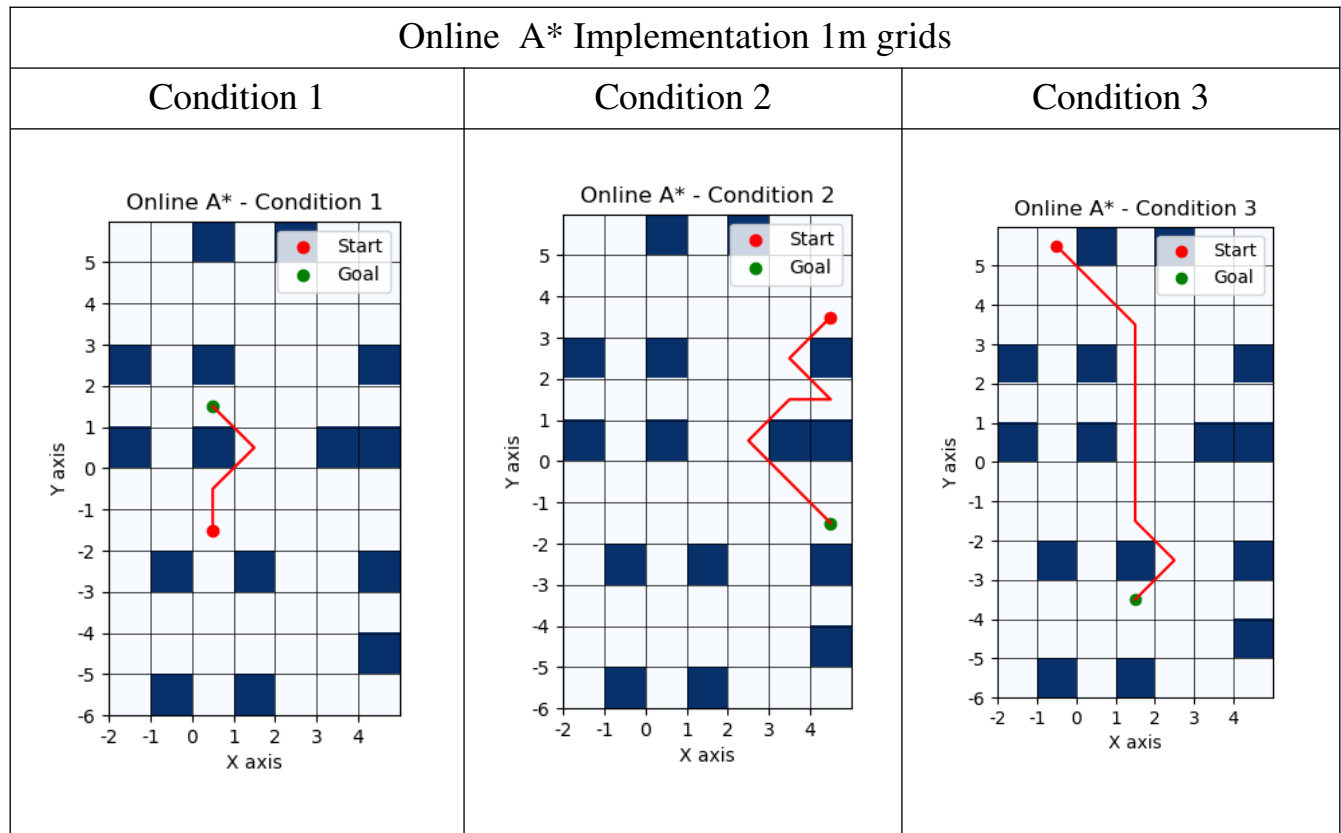 Online A* Implementation 1m grids
Condition 1
Condition 2
Condition 3
Online A* - Condition 1
Start
Goal
5
4
3
2
1
0
-1
-2
-3
-4
-5
-6
Y axis
-2 -1 0 1 2 3 4
X axis
Online A* - Condition 2
Start
Goal
5
4
3
2
1
0
-1
-2
-3
-4
-5
-6
Y axis
-2 -1 0 1 2 3 4
X axis
Online A* - Condition 3
Start
Goal
5
4
3
2
1
0
-1
-2
-3
-4
-5
-6
Y axis
-2 -1 0 1 2 3 4
X axis